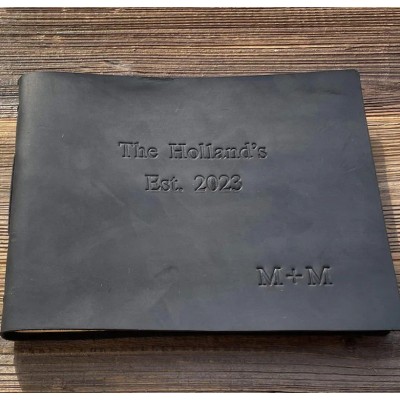 The Holland's
Est. 2023
M+M